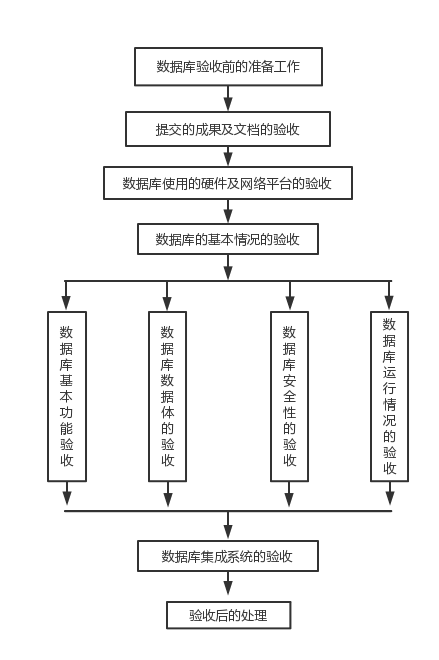 数据库验收前的准备工作
提交的成果及文档的验收
数据库使用的硬件及网络平台的验收
数据库的基本情况的验收
数据库基本功能验收
数据库数据体的验收
数据库安全性的验收
数据库运行情况的验收
数据库集成系统的验收
验收后的处理